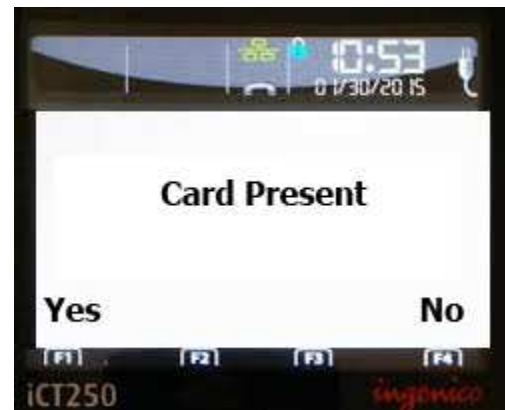 10:53
01/30/2015
Card Present
Yes No
F1 F2 F3 F4
iCT250 ingenico